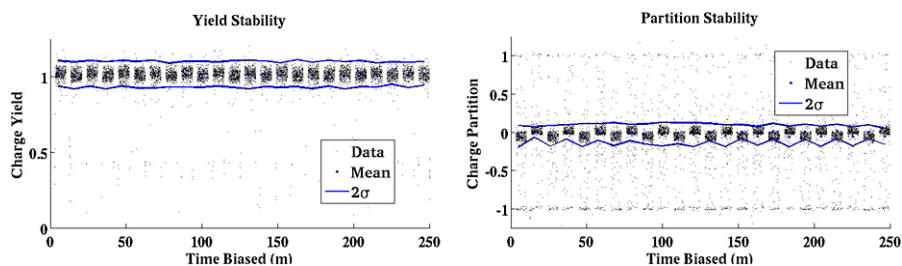 Yield Stability
1
0.5
0
Charge Yield
Data
Mean
2σ
0 50 100 150 200 250
Time Biased (m)
Partition Stability
1
0.5
0
-0.5
-1
Charge Partition
Data
Mean
2σ
0 50 100 150 200 250
Time Biased (m)